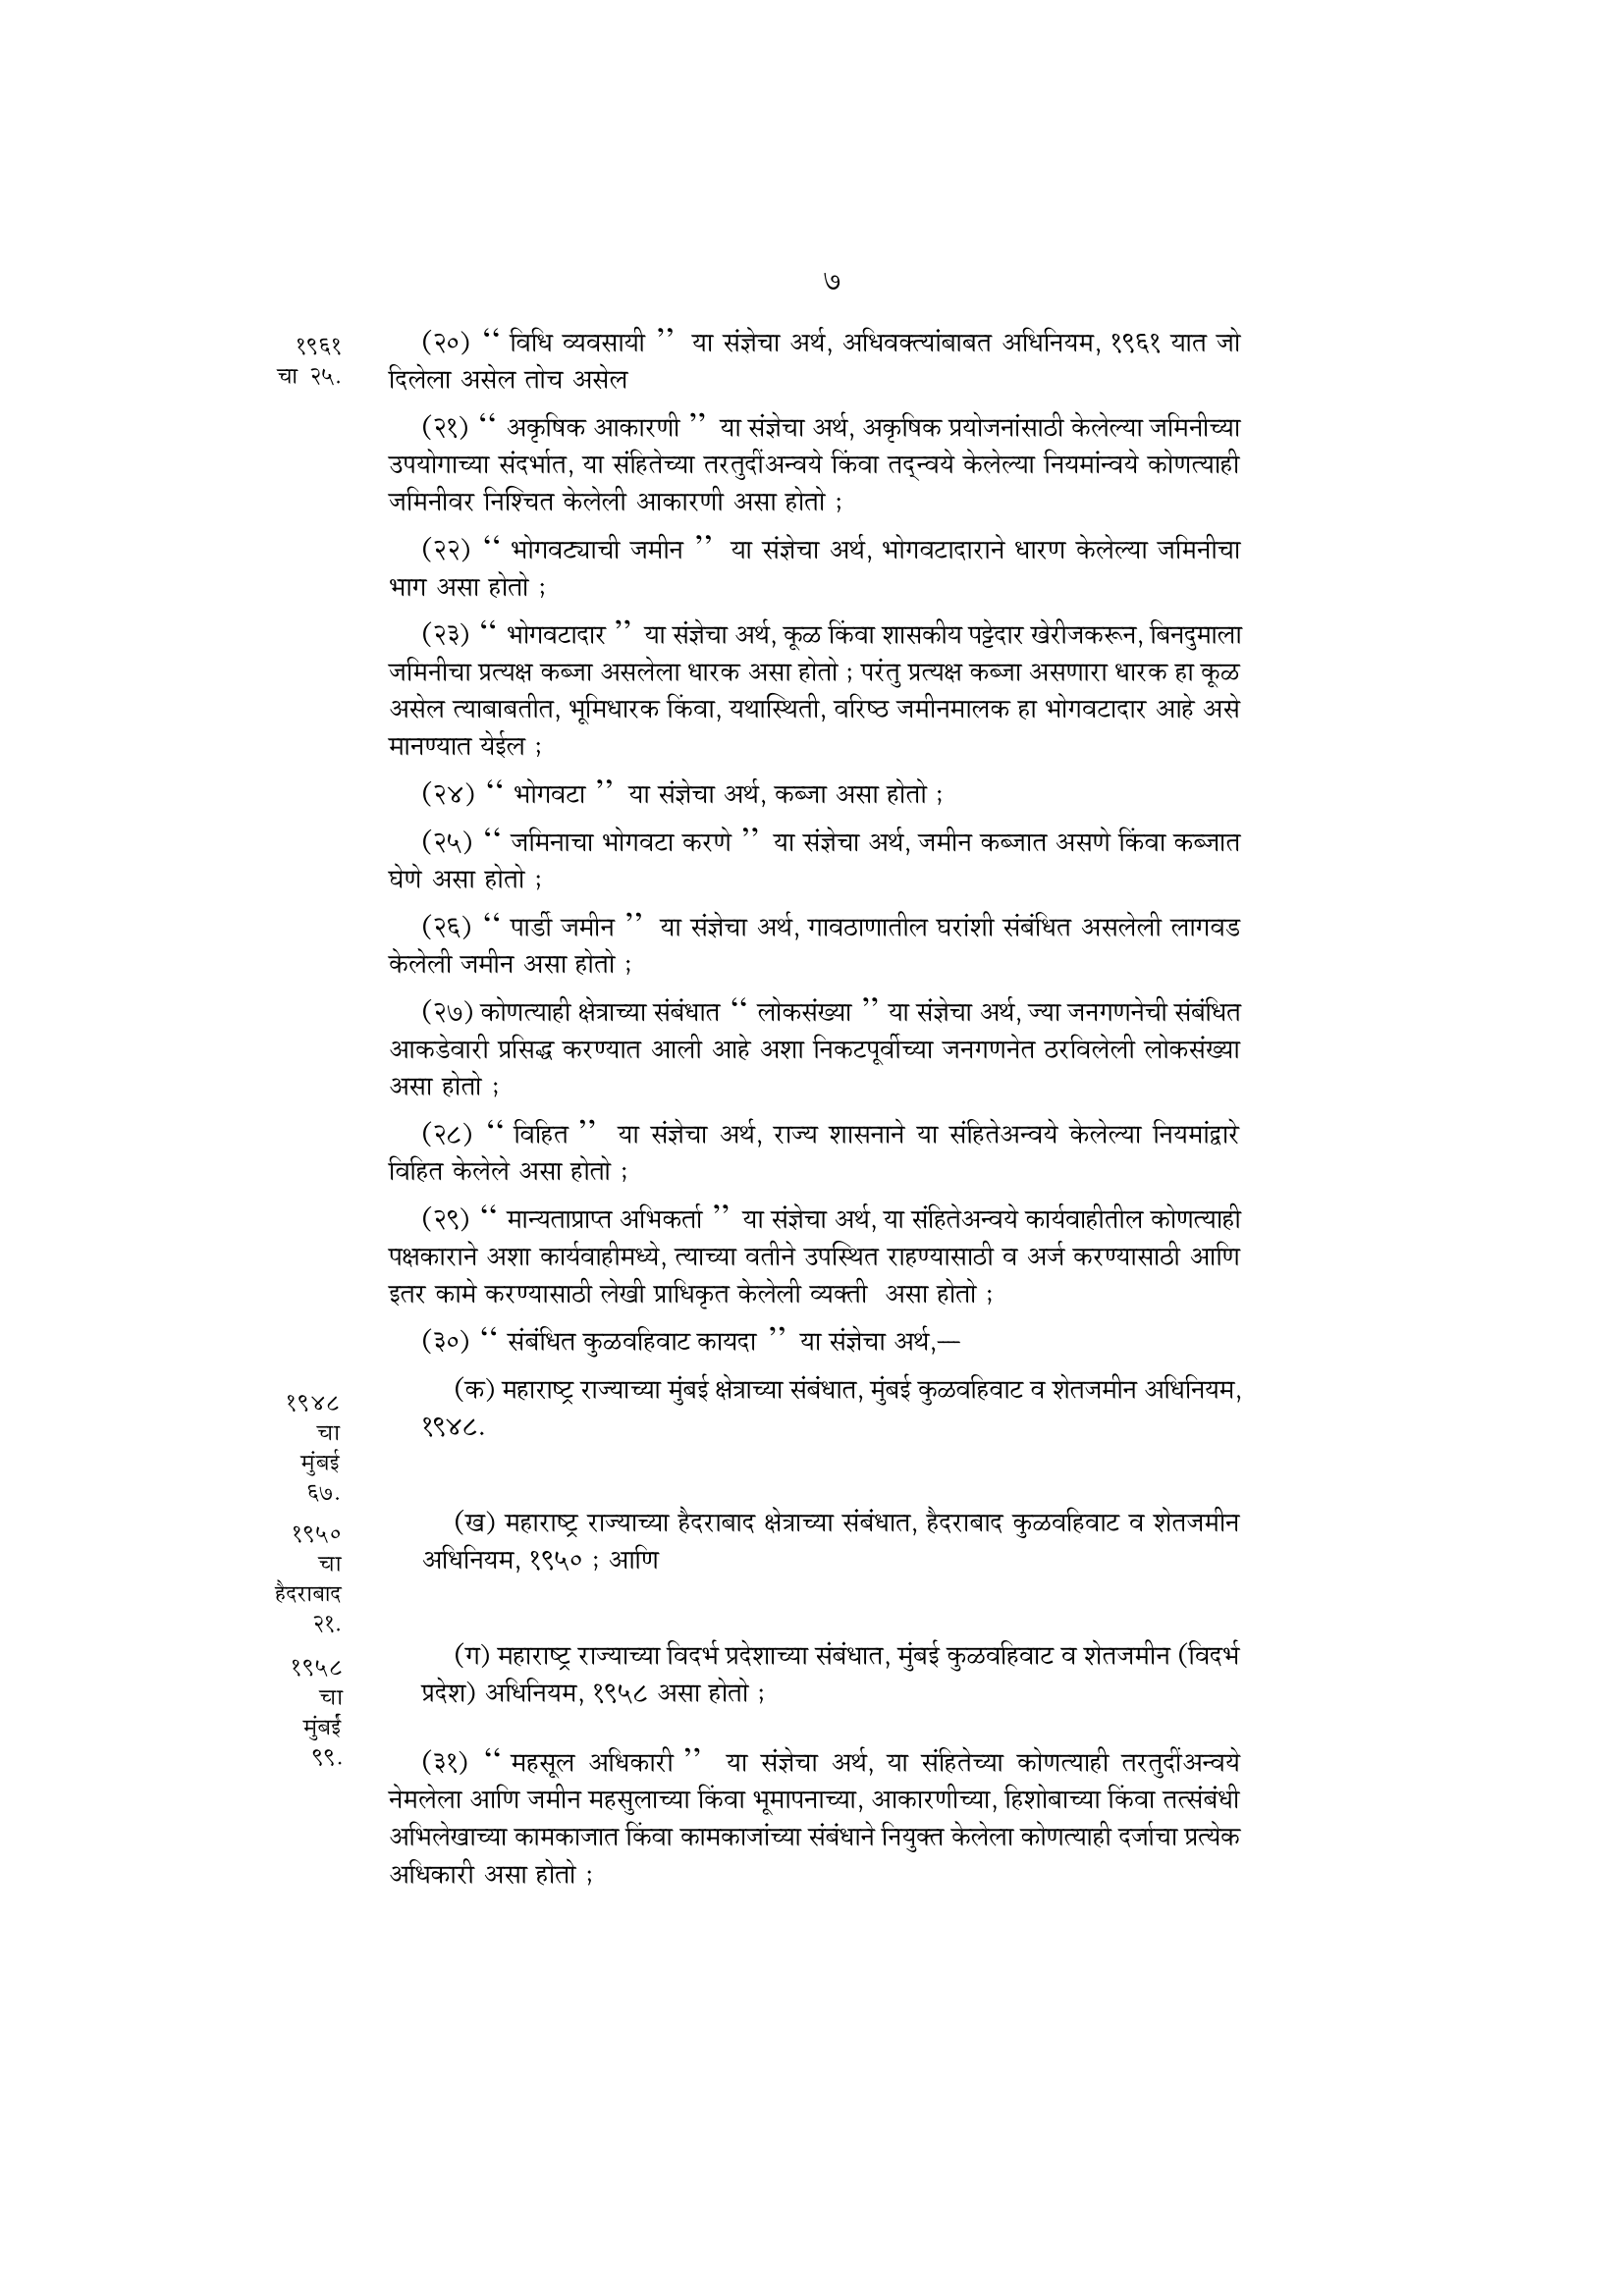 ७
१९६१
चा २५.
(२०) “ विधि व्यवसायी ” या संज्ञेचा अर्थ, अधिवक्त्यांबाबत अधिनियम, १९६१ यात जो
दिलेला असेल तोच असेल
(२१) “ अकृषिक आकारणी ” या संज्ञेचा अर्थ, अकृषिक प्रयोजनांसाठी केलेल्या जमिनीच्या
उपयोगाच्या संदर्भात, या संहितेच्या तरतुदींअन्वये किंवा तद्‌न्वये केलेल्या नियमांन्वये कोणत्याही
जमिनीवर निश्चित केलेली आकारणी असा होतो ;
(२२) “ भोगवट्याची जमीन ” या संज्ञेचा अर्थ, भोगवटादाराने धारण केलेल्या जमिनीचा
भाग असा होतो ;
(२३) “ भोगवटादार ” या संज्ञेचा अर्थ, कूळ किंवा शासकीय पट्टेदार खेरीजकरून, बिनदुमाला
जमिनीचा प्रत्यक्ष कब्जा असलेला धारक असा होतो ; परंतु प्रत्यक्ष कब्जा असणारा धारक हा कूळ
असेल त्याबाबतीत, भूमिधारक किंवा, यथास्थिती, वरिष्ठ जमीनमालक हा भोगवटादार आहे असे
मानण्यात येईल ;
(२४) “ भोगवटा ” या संज्ञेचा अर्थ, कब्जा असा होतो ;
(२५) “ जमिनाचा भोगवटा करणे ” या संज्ञेचा अर्थ, जमीन कब्जात असणे किंवा कब्जात
घेणे असा होतो ;
(२६) “ पार्डी जमीन ” या संज्ञेचा अर्थ, गावठाणातील घरांशी संबंधित असलेली लागवड
केलेली जमीन असा होतो ;
(२७) कोणत्याही क्षेत्राच्या संबंधात “ लोकसंख्या ” या संज्ञेचा अर्थ, ज्या जनगणनेची संबंधित
आकडेवारी प्रसिद्ध करण्यात आली आहे अशा निकटपूर्वीच्या जनगणनेत ठरविलेली लोकसंख्या
असा होतो ;
(२८) “ विहित ” या संज्ञेचा अर्थ, राज्य शासनाने या संहितेअन्वये केलेल्या नियमांद्वारे
विहित केलेले असा होतो ;
(२९) “ मान्यताप्राप्त अभिकर्ता ” या संज्ञेचा अर्थ, या संहितेअन्वये कार्यवाहीतील कोणत्याही
पक्षकाराने अशा कार्यवाहीमध्ये, त्याच्या वतीने उपस्थित राहण्यासाठी व अर्ज करण्यासाठी आणि
इतर कामे करण्यासाठी लेखी प्राधिकृत केलेली व्यक्ती असा होतो ;
(३०) “ संबंधित कुळवहिवाट कायदा ” या संज्ञेचा अर्थ,—
१९४८
चा
मुंबई
६७.
(क) महाराष्ट्र राज्याच्या मुंबई क्षेत्राच्या संबंधात, मुंबई कुळवहिवाट व शेतजमीन अधिनियम,
१९४८.
१९५०
चा
हैदराबाद
२१.
(ख) महाराष्ट्र राज्याच्या हैदराबाद क्षेत्राच्या संबंधात, हैदराबाद कुळवहिवाट व शेतजमीन
अधिनियम, १९५० ; आणि
१९५८
चा
मुंबईं
९९.
(ग) महाराष्ट्र राज्याच्या विदर्भ प्रदेशाच्या संबंधात, मुंबई कुळवहिवाट व शेतजमीन (विदर्भ
प्रदेश) अधिनियम, १९५८ असा होतो ;
(३१) “ महसूल अधिकारी ” या संज्ञेचा अर्थ, या संहितेच्या कोणत्याही तरतुदींअन्वये
नेमलेला आणि जमीन महसुलाच्या किंवा भूमापनाच्या, आकारणीच्या, हिशोबाच्या किंवा तत्संबंधी
अभिलेखाच्या कामकाजात किंवा कामकाजांच्या संबंधाने नियुक्त केलेला कोणत्याही दर्जाचा प्रत्येक
अधिकारी असा होतो ;